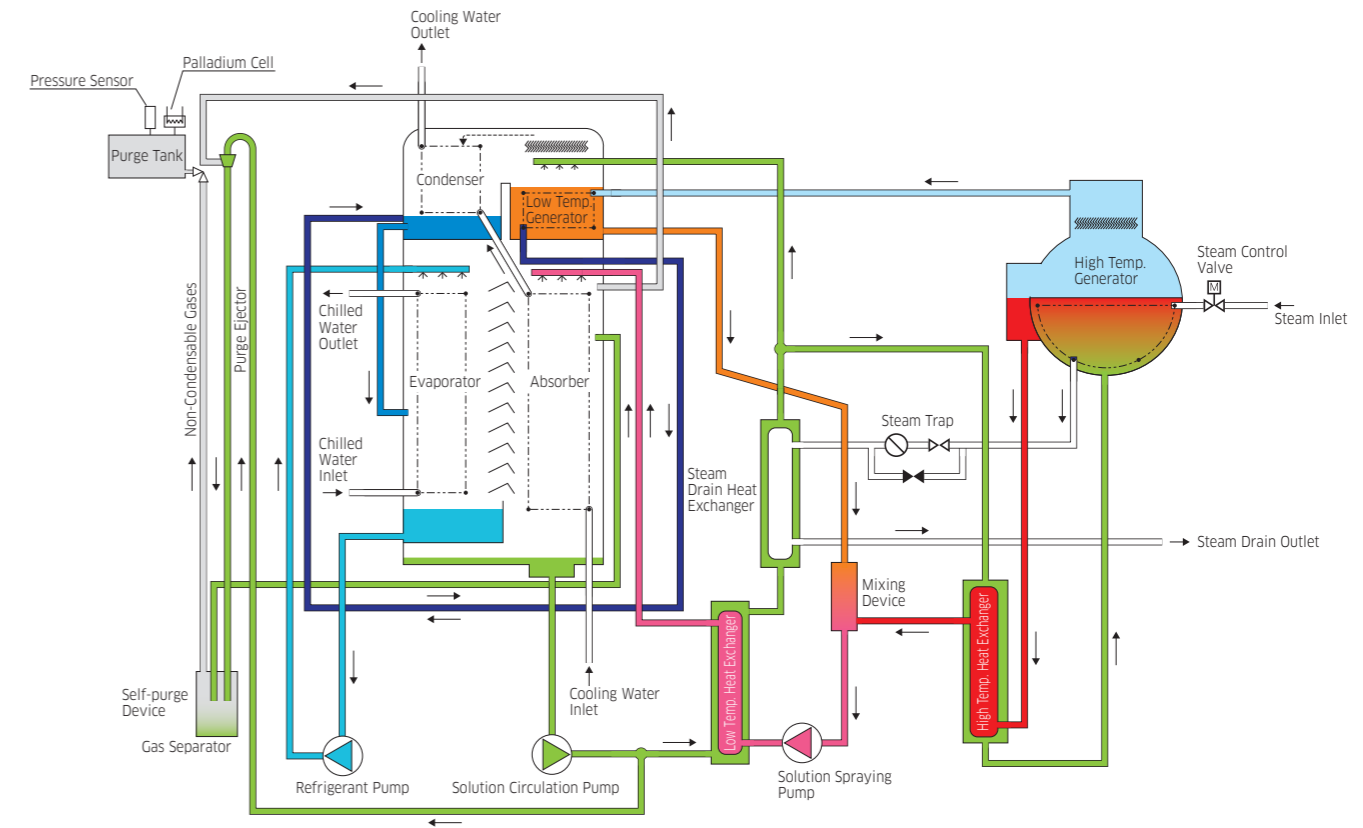 Cooling Water
Outlet
Palladium Cell
Pressure Sensor
Purge Tank
Condenser
Low Temp.
Generator
High Temp.
Generator
Steam Control
Valve
M
Steam Inlet
Chilled
Water
Outlet
Non-Condensable Gases
Purge Ejector
Evaporator
Absorber
Steam Trap
Chilled
Water
Inlet
Steam
Drain Heat
Exchanger
Steam Drain Outlet
Mixing
Device
Low Temp. Heat Exchanger
High Temp. Heat Exchanger
Self-purge
Device
Gas Separator
Cooling Water
Inlet
Refrigerant Pump
Solution Circulation Pump
Solution Spraying
Pump